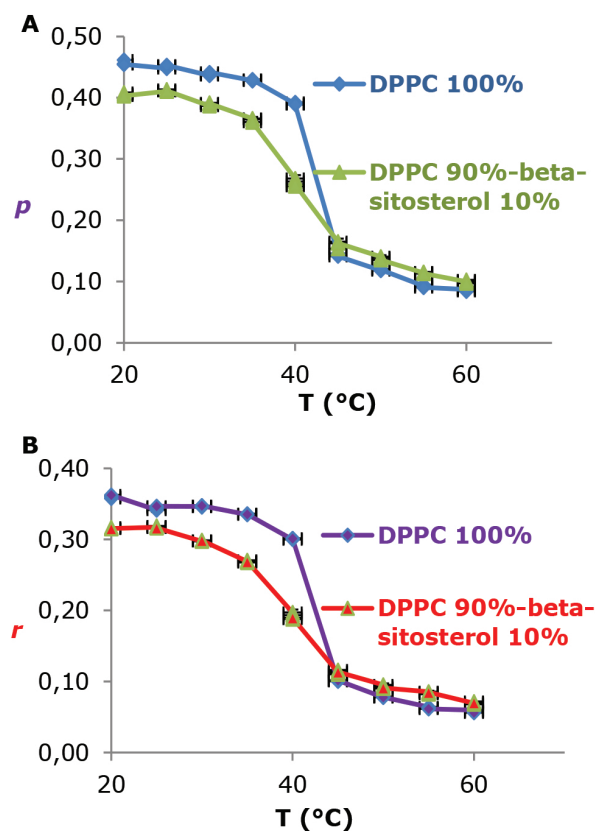 A
0,50
0,40
0,30
0,20
0,10
0,00
p
DPPC 100%
DPPC 90%-beta-
sitosterol 10%
20 40 60
T (°C)
B
0,40
0,30
0,20
0,10
0,00
r
DPPC 100%
DPPC 90%-beta-
sitosterol 10%
20 40 60
T (°C)